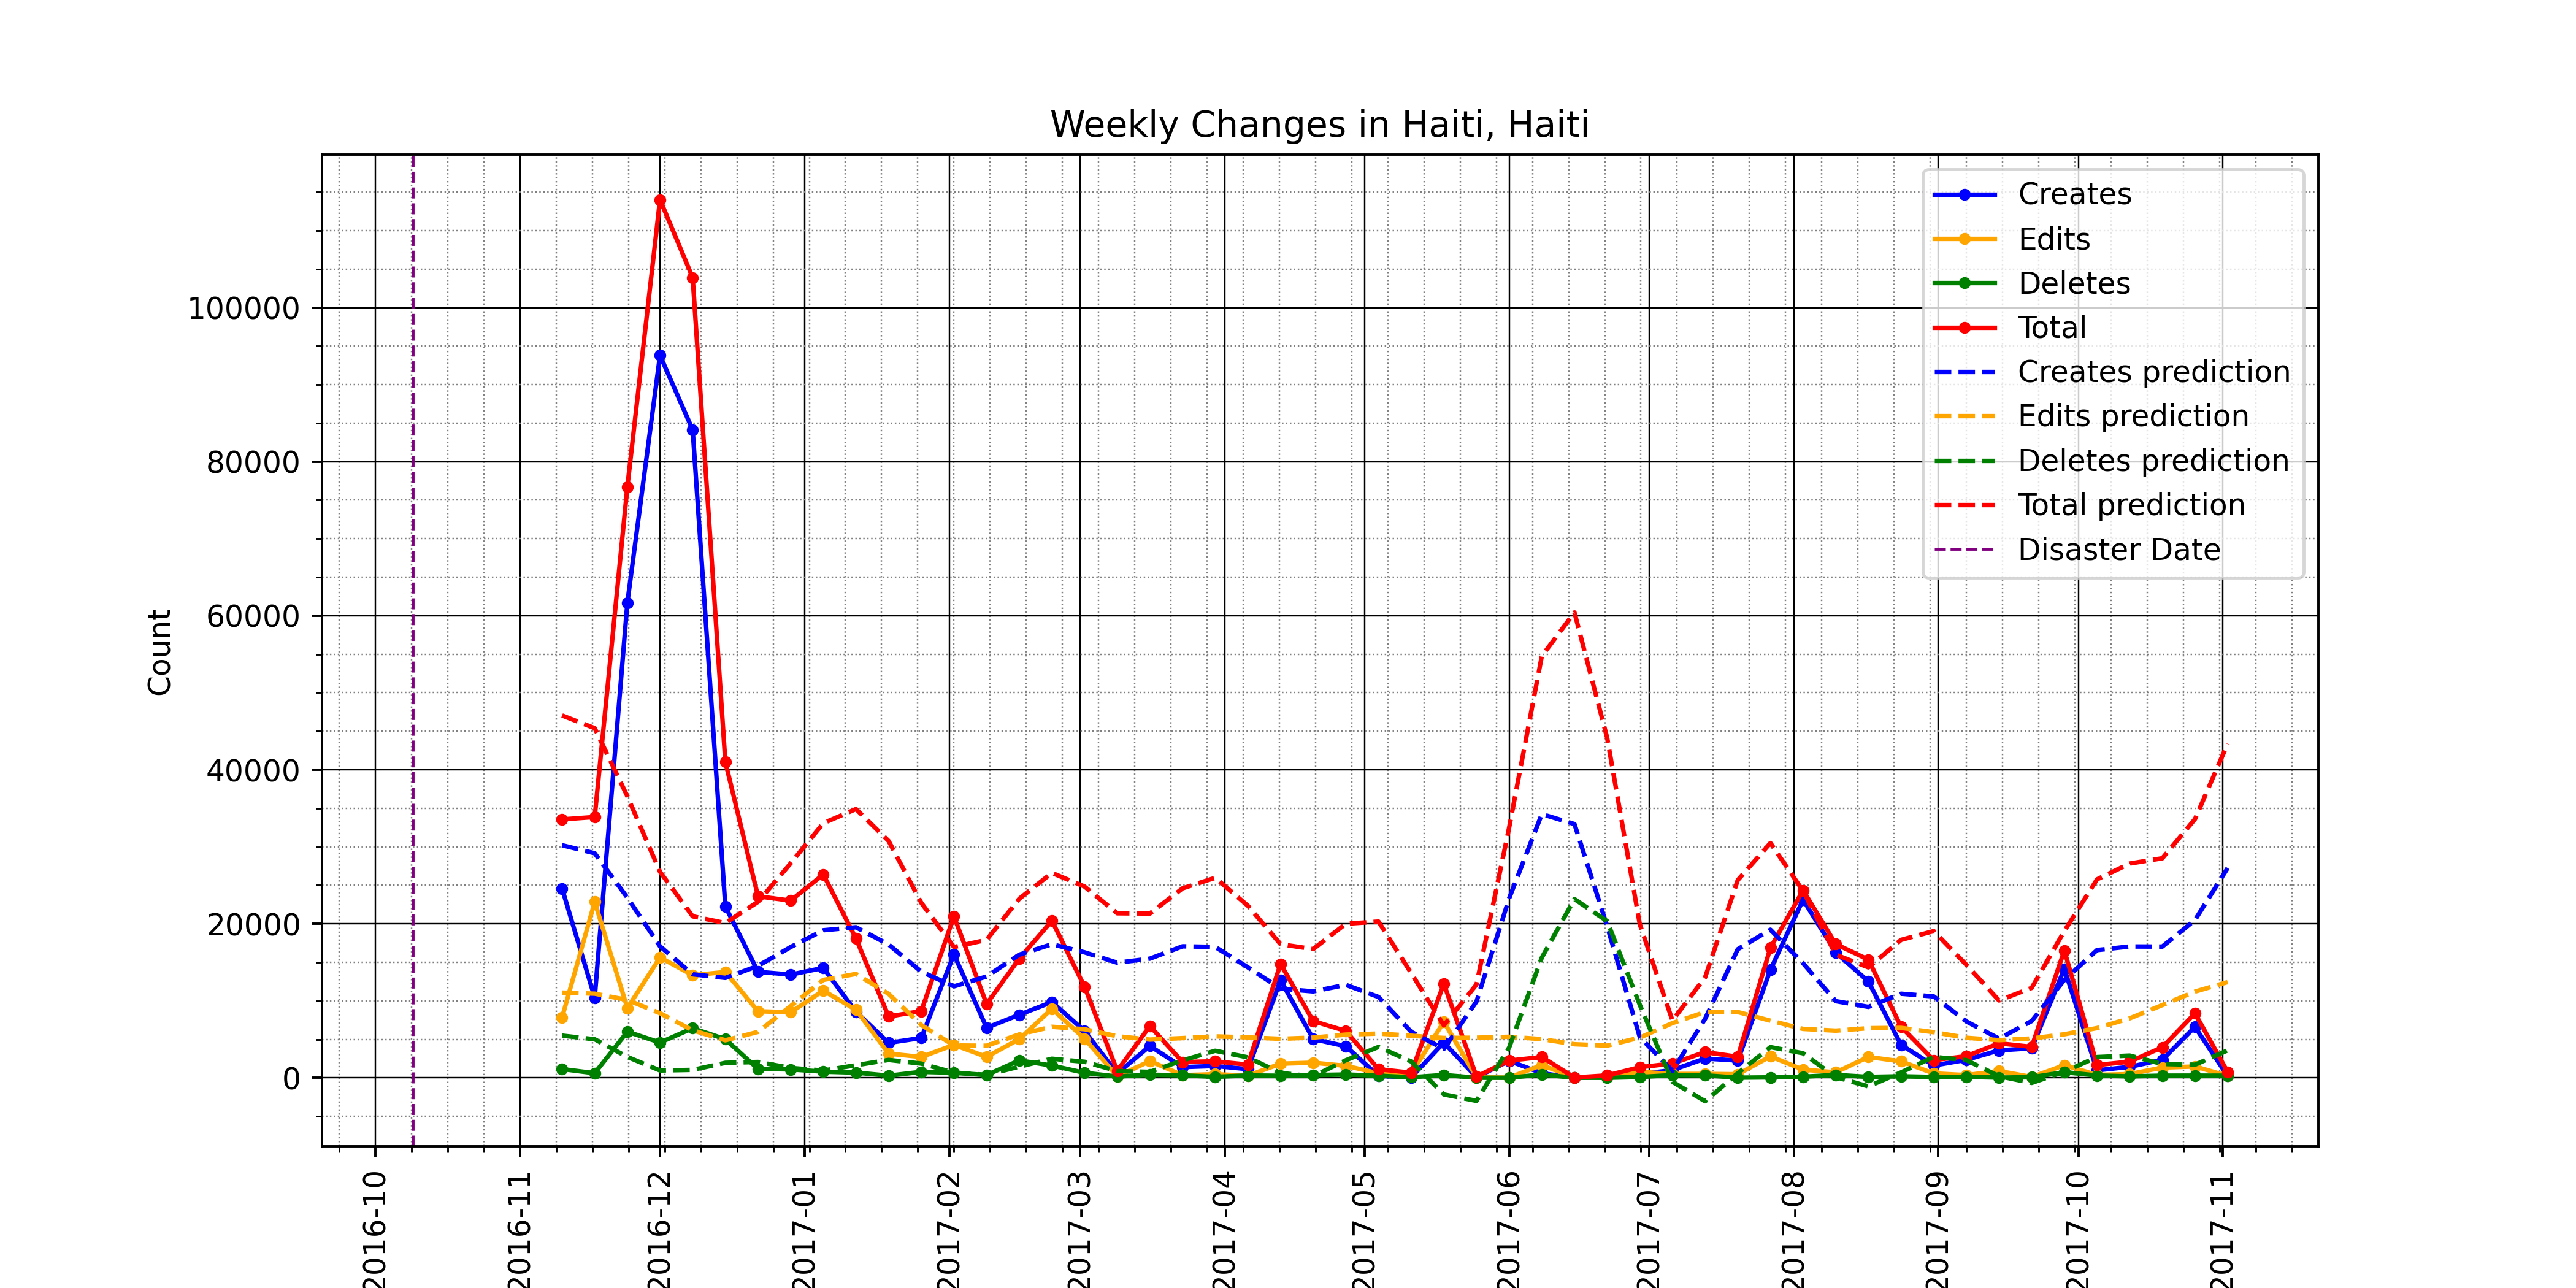 Weekly Changes in Haiti, Haiti
Count
100000
80000
60000
40000
20000
0
Creates
Edits
Deletes
Total
Creates prediction
Edits prediction
Deletes prediction
Total prediction
Disaster Date
2016-10
2016-11
2016-12
2017-01
2017-02
2017-03
2017-04
2017-05
2017-06
2017-07
2017-08
2017-09
2017-10
2017-11